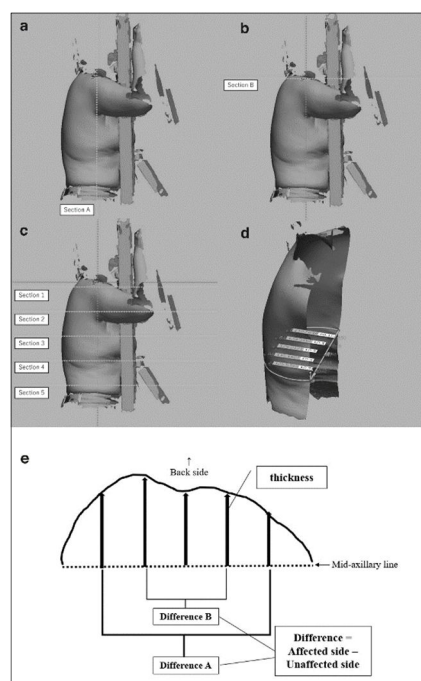 a
b
Section B
Section A
c
d
Section 1
Section 2
Section 3
Section 4
Section 5
e
↑
Back side
thickness
Mid-axillary line
Difference B
Difference A
Difference =
Affected side –
Unaffected side